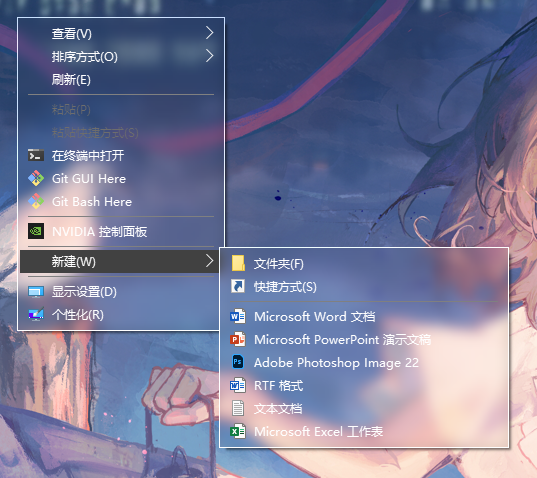 查看(V)
排序方式(O)
刷新(E)
粘贴(P)
粘贴快捷方式(S)
在终端中打开
Git GUI Here
Git Bash Here
NVIDIA 控制面板
新建(W)
显示设置(D)
个性化(R)
文件夹(F)
快捷方式(S)
Microsoft Word 文档
Microsoft PowerPoint 演示文稿
Adobe Photoshop Image 22
RTF 格式
文本文档
Microsoft Excel 工作表